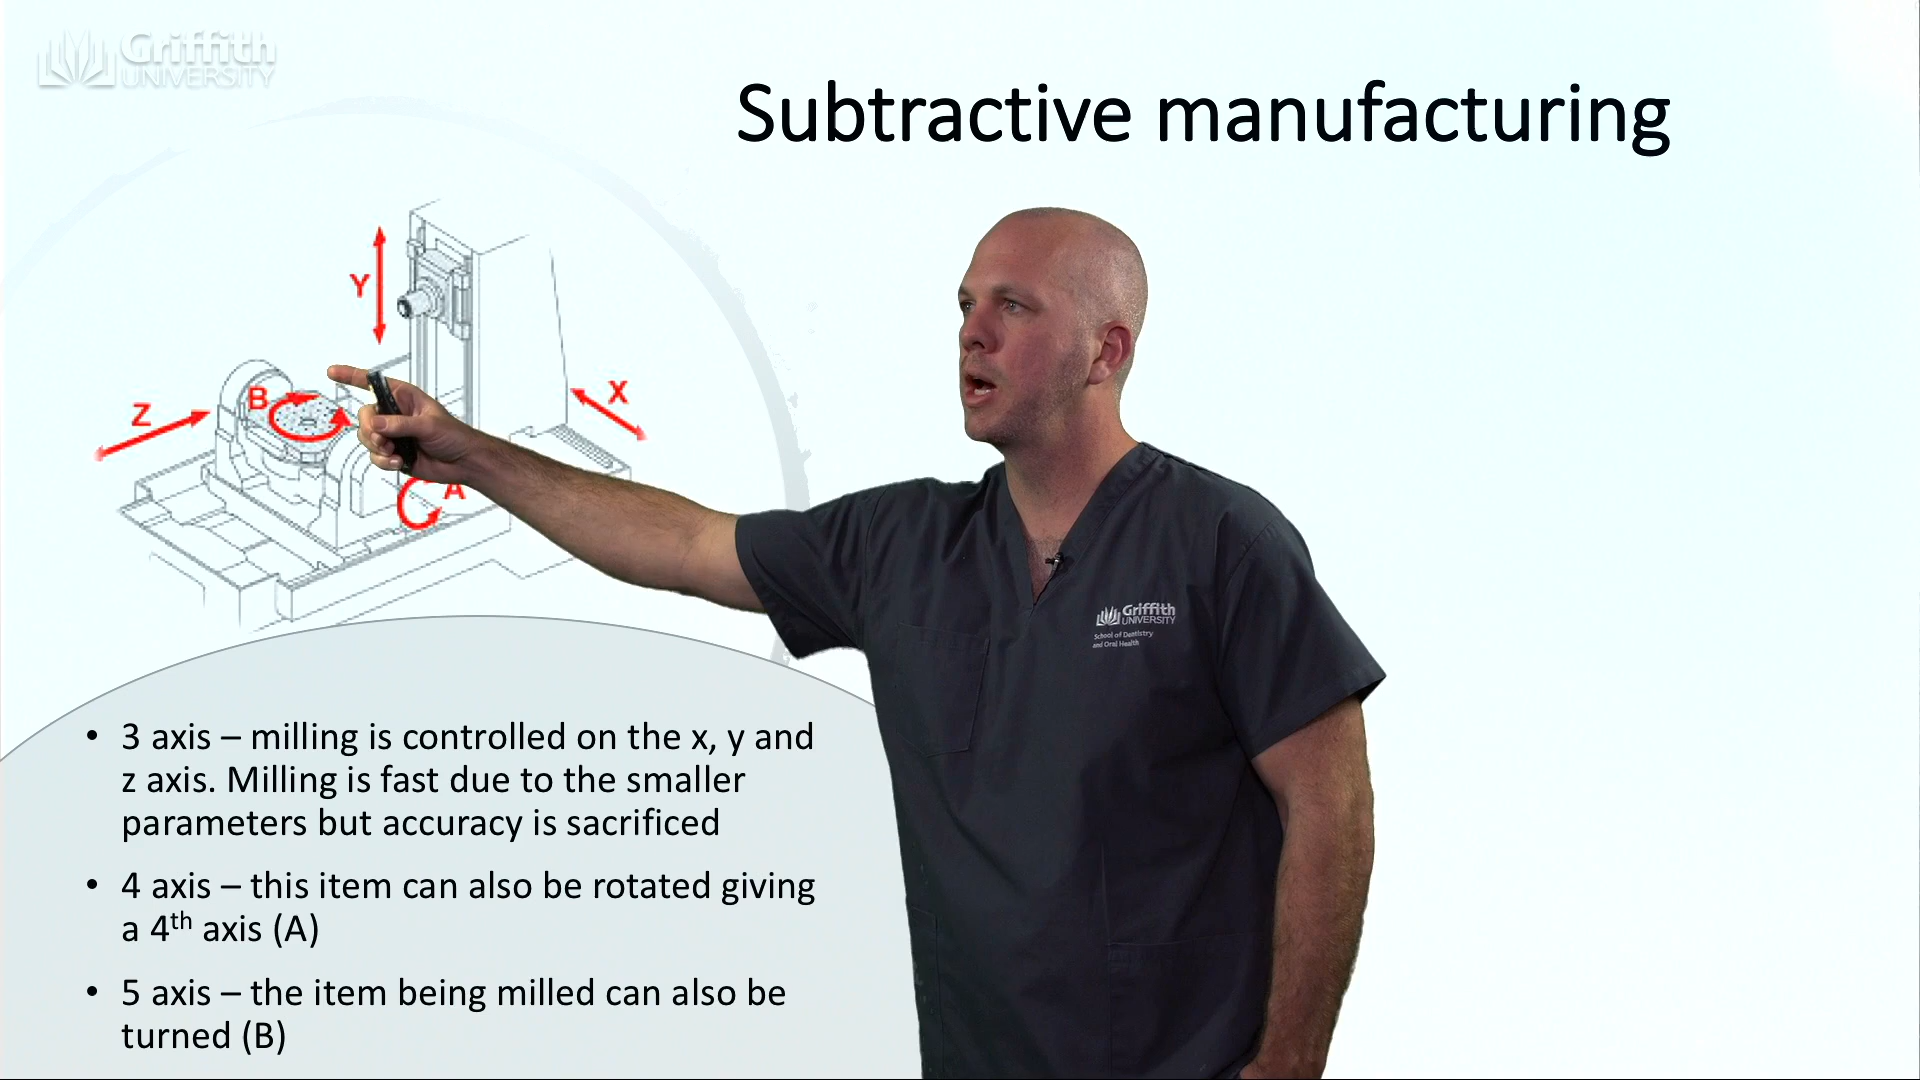 Griffith
UNIVERSITY
Subtractive manufacturing
Y
X
Z
B
A
Griffith
UNIVERSITY
School of Dentistry
and Oral Health
• 3 axis – milling is controlled on the x, y and
z axis. Milling is fast due to the smaller
parameters but accuracy is sacrificed
• 4 axis – this item can also be rotated giving
a 4th axis (A)
• 5 axis – the item being milled can also be
turned (B)